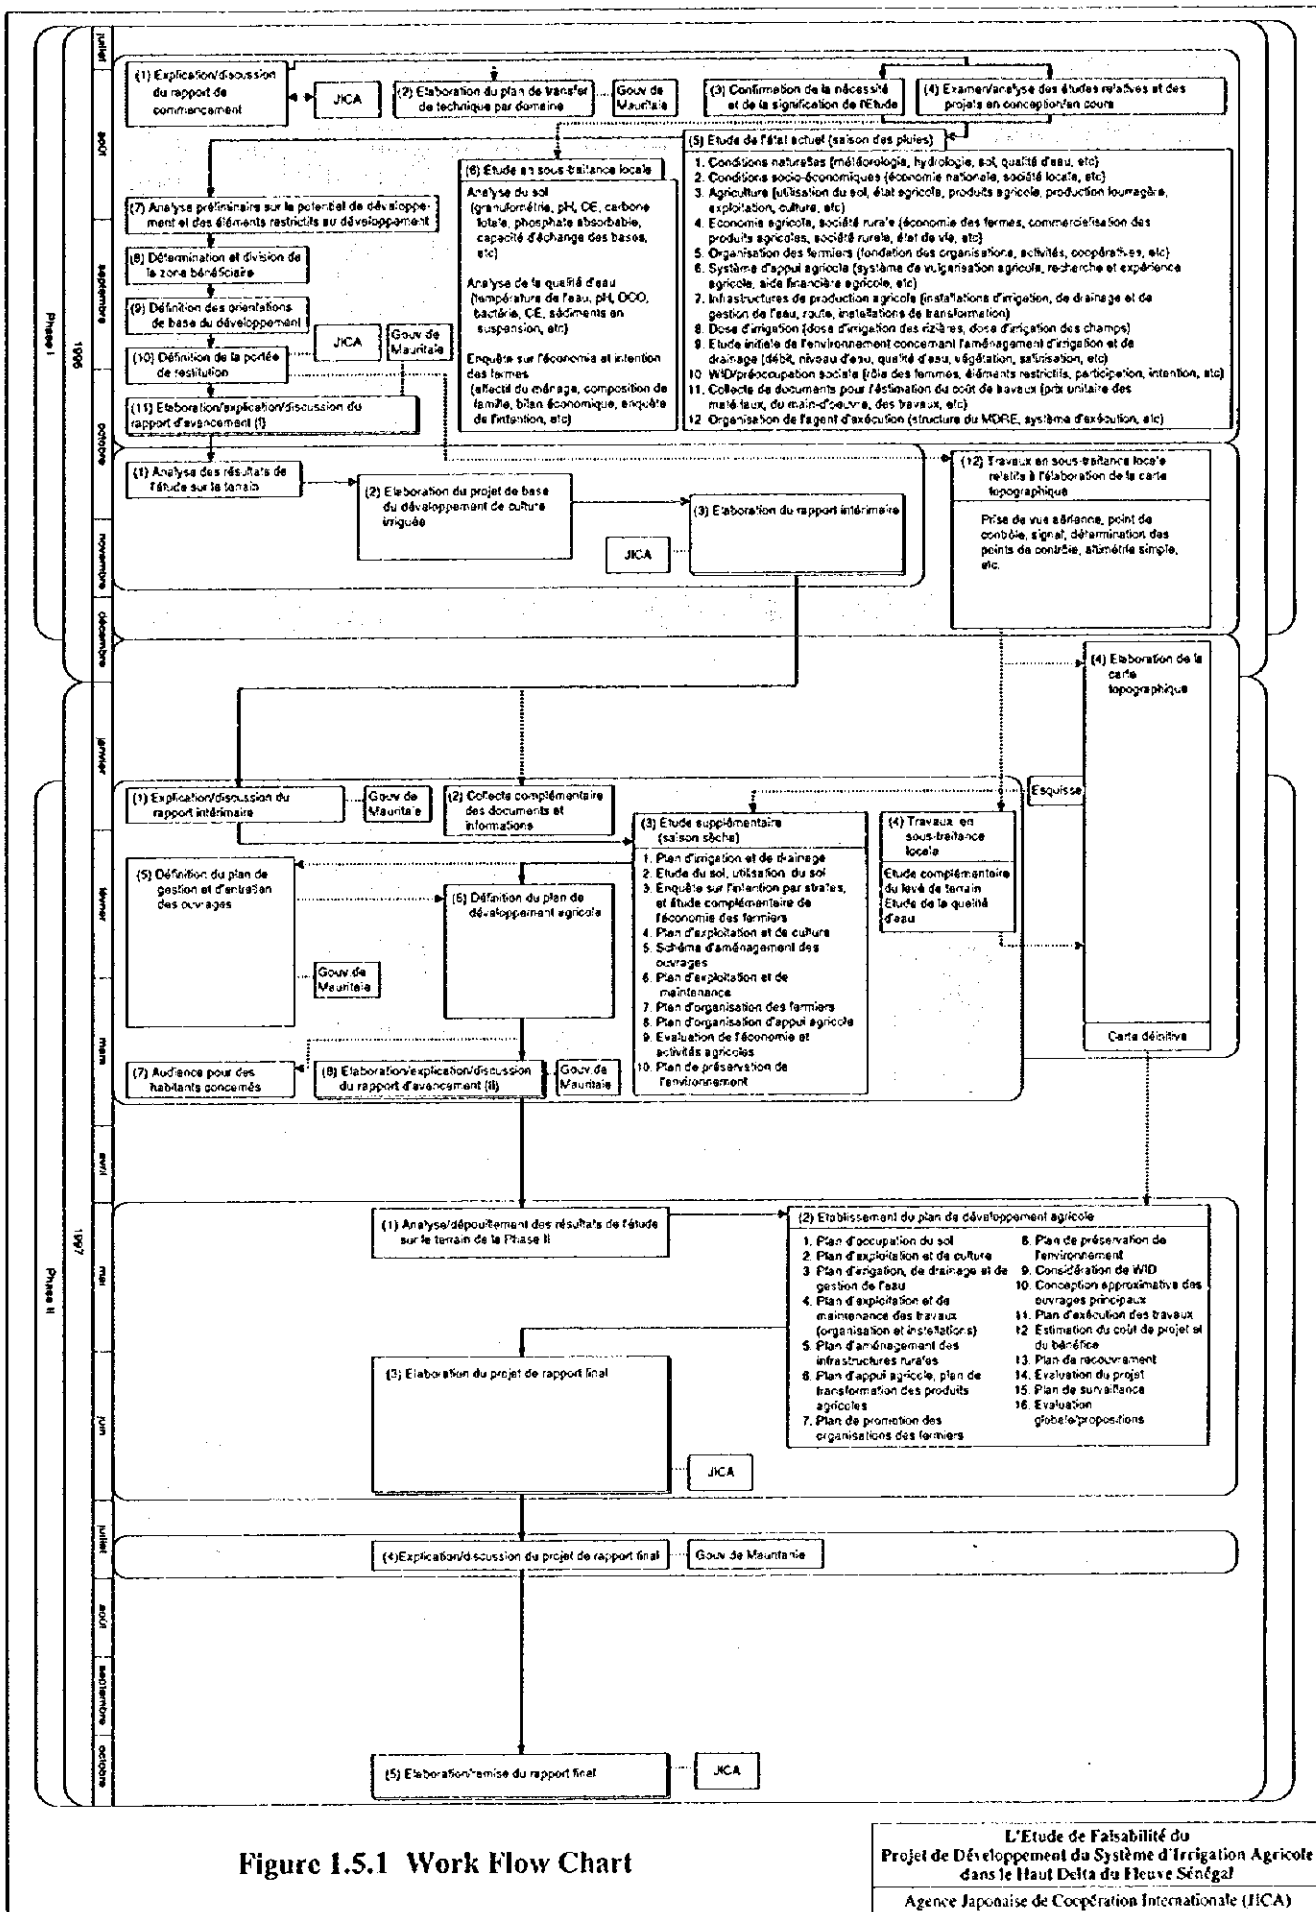 Phase I
1996
juillet
août
septembre
octobre
novembre
décembre
(1) Explication/discussion
du rapport de
commencement
JICA
(2) Elaboration du plan de transfer
de technique par domaine
Gouv de
Mauritaie
(3) Confirmation de la nécessité
et de la signification de l'Etude
(4) Examen/analyse des études relatives et des
projets en conception/en cours
(5) Etude de l'état actuel (saison des pluies)
1. Conditions naturelles (météorologie, hydrologie, sol, qualité d'eau, etc)
2. Conditions socio-économiques (économie nationale, société locale, etc)
3. Agriculture (utilisation du sol, état agricole, produits agricole, production fourragère,
exploitation, culture, etc)
4. Economie agricole, société rurale (économie des fermes, commercialisation des
produits agricoles, société rurale, état de vie, etc)
5. Organisation des fermiers (fondation des organisations, activités, coopératives, etc)
6. Système d'appui agricole (système de vulgarisation agricole, recherche et expérience
agricole, aide financière agricole, etc)
7. Infrastructures de production agricole (installations d'irrigation, de drainage et de
gestion de l'eau, route, installations de transformation)
8. Dose d'irrigation (dose d'irrigation des rizières, dose d'irrigation des champs)
9. Etude initiale de l'environnement concernant l'aménagement d'irrigation et de
drainage (débit, niveau d'eau, qualité d'eau, végétation, salinisation, etc)
10 WID/préoccupation sociale (rôle des femmes, éléments restrictifs, participation, intention, etc)
11. Collecte de documents pour l'estimation du coût de travaux (prix unitaire des
matériaux, du main-d'oeuvre, des travaux, etc)
12 Organisation de l'agent d'exécution (structure du MDRE, système d'exécution, etc)
(6) Etude en sous-traitance locale
Analyse du sol
(granulométrie, pH, CE, carbone
totale, phosphate absorbable,
capacité d'échange des bases,
etc)
Analyse de la qualité d'eau
(température de l'eau, pH, DCO,
bactérie, CE, sédiments en
suspension, etc)
Enquête sur l'économie et intention
des fermes
(effectif du ménage, composition de
famille, bilan économique, enquête
de l'intention, etc)
(7) Analyse préliminaire sur le potentiel de développe-
ment et des éléments restrictifs au développement
(8) Détermination et division de
la zone bénéficiaire
(9) Définition des orientations
de base du développement
(10) Définition de la portée
de restitution
JICA
Gouv de
Mauritaie
(11) Elaboration/explication/discussion du
rapport d'avancement (I)
(1) Analyse des résultats de
l'étude sur le terrain
(2) Elaboration du projet de base
du développement de culture
irriguée
(3) Elaboration du rapport intérimaire
JICA
(12) Travaux en sous-traitance locale
relatifs à l'élaboration de la carte
topographique
Prise de vue aérienne, point de
contrôle, signal, détermination des
points de contrôle, altimétrie simple,
etc.
(4) Elaboration de la
carte
topographique
Carte définitive
Phase II
1997
janvier
février
mars
avril
mai
juin
juillet
août
septembre
octobre
(1) Explication/discussion du
rapport intérimaire
Gouv de
Mauritaie
(2) Collecte complémentaire
des documents et
informations
(3) Etude supplémentaire
(saison sèche)
1. Plan d'irrigation et de drainage
2. Etude du sol, utilisation du sol
3. Enquête sur l'intention par strates,
et étude complémentaire de
l'économie des fermiers
4. Plan d'exploitation et de culture
5. Schéma d'aménagement des
ouvrages
6. Plan d'exploitation et de
maintenance
7. Plan d'organisation des fermiers
8. Plan d'organisation d'appui agricole
9. Evaluation de l'économie et
activités agricoles
10. Plan de préservation de
l'environnement
Esquisse
(4) Travaux en
sous-traitance
locale
Etude complémentaire
du levé de terrain
Etude de la qualité
d'eau
(5) Définition du plan de
gestion et d'entretien
des ouvrages
Gouv.de
Mauritaie
(6) Définition du plan de
développement agricole
(7) Audience pour des
habitants concernés
(8) Elaboration/explication/discussion
du rapport d'avancement (II)
Gouv de
Mauritaie
(1) Analyse/dépouillement des résultats de l'étude
sur le terrain de la Phase II
(2) Etablissement du plan de développement agricole
1. Plan d'occupation du sol
2. Plan d'exploitation et de culture
3 Plan d'irrigation, de drainage et de
gestion de l'eau
4. Plan d'exploitation et de
maintenance des travaux
(organisation et installations)
5. Plan d'aménagement des
infrastructures rurales
6. Plan d'appui agricole, plan de
transformation des produits
agricoles
7. Plan de promotion des
organisations des fermiers
8. Plan de préservation de
l'environnement
9. Considération de WID
10. Conception approximative des
ouvrages principaux
11. Plan d'exécution des travaux
12 Estimation du coût de projet et
du bénéfice
13. Plan de recouvrement
14. Evaluation du projet
15. Plan de surveillance
16. Evaluation
globale/propositions
(3) Elaboration du projet de rapport final
JICA
(4)Explication/discussion du projet de rapport final
Gouv de Mauritanie
(5) Elaboration/remise du rapport final
JICA
Figure 1.5.1 Work Flow Chart
L'Etude de Faisabilité du
Projet de Développement du Système d'Irrigation Agricole
dans le Haut Delta du Fleuve Sénégal
Agence Japonaise de Coopération Internationale (JICA)